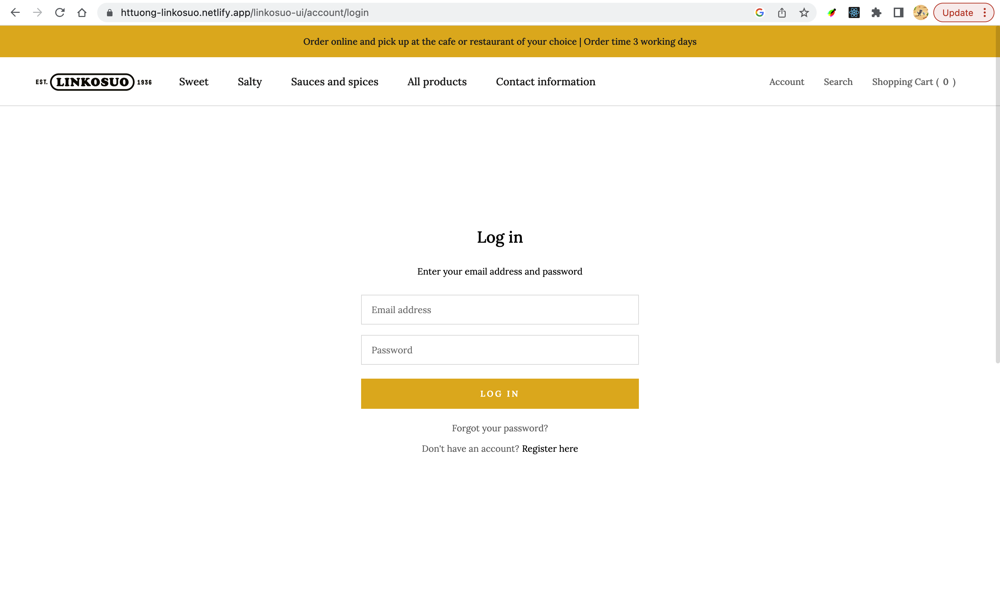 httuong-linkosuo.netlify.app/linkosuo-ui/account/login
Update
Order online and pick up at the cafe or restaurant of your choice | Order time 3 working days
EST. LINKOSUO 1936
Sweet
Salty
Sauces and spices
All products
Contact information
Account
Search
Shopping Cart ( 0 )
Log in
Enter your email address and password
Email address
Password
LOG IN
Forgot your password?
Don't have an account? Register here